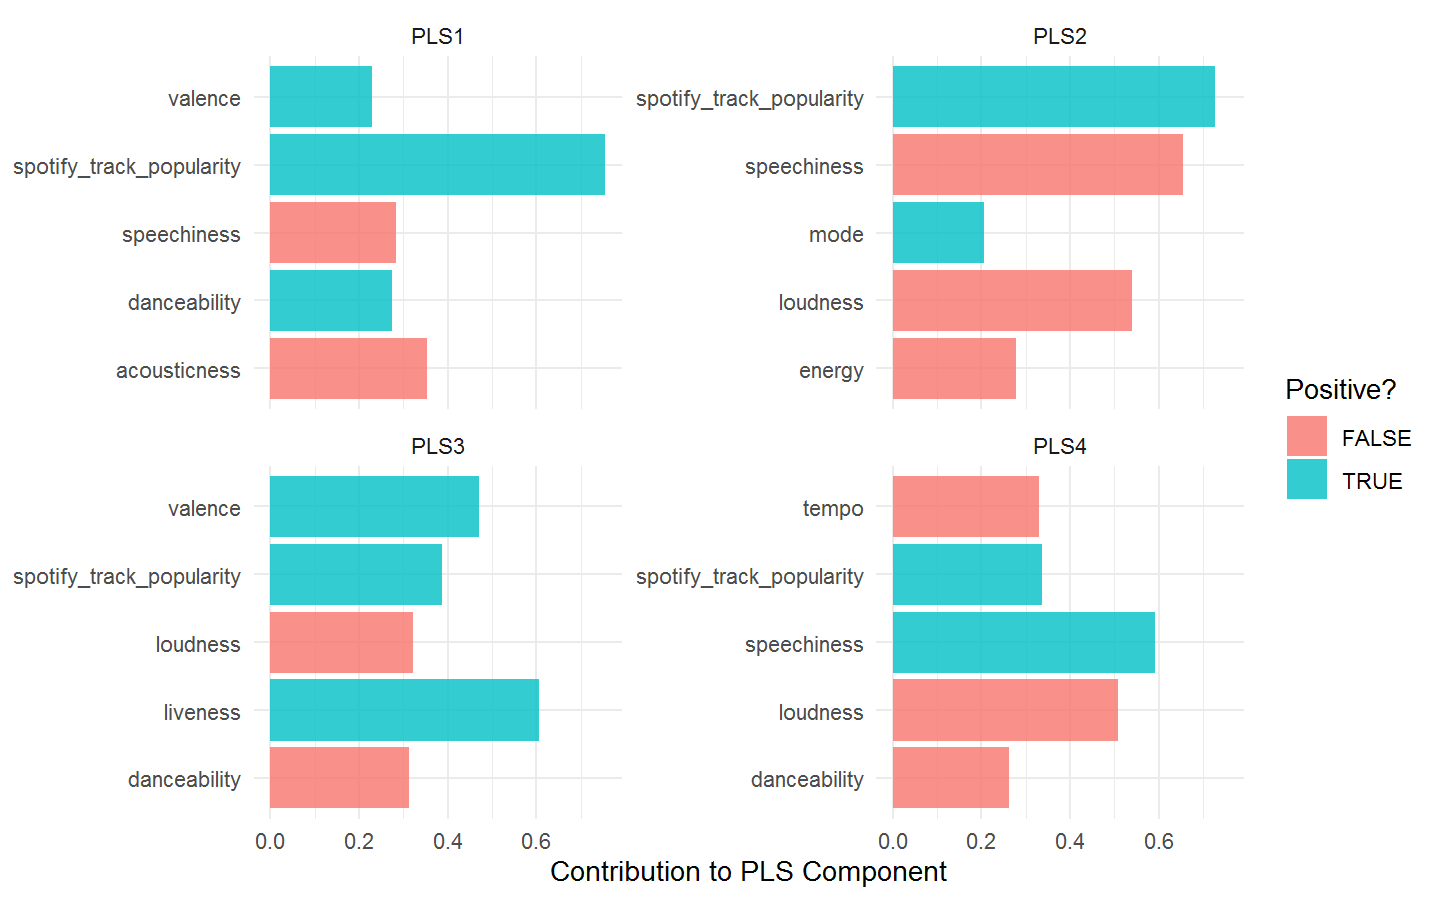 PLS1
valence
spotify_track_popularity
speechiness
danceability
acousticness
PLS2
spotify_track_popularity
speechiness
mode
loudness
energy
PLS3
valence
spotify_track_popularity
loudness
liveness
danceability
0.0 0.2 0.4 0.6
PLS4
tempo
spotify_track_popularity
speechiness
loudness
danceability
0.0 0.2 0.4 0.6
Contribution to PLS Component
Positive?
FALSE
TRUE